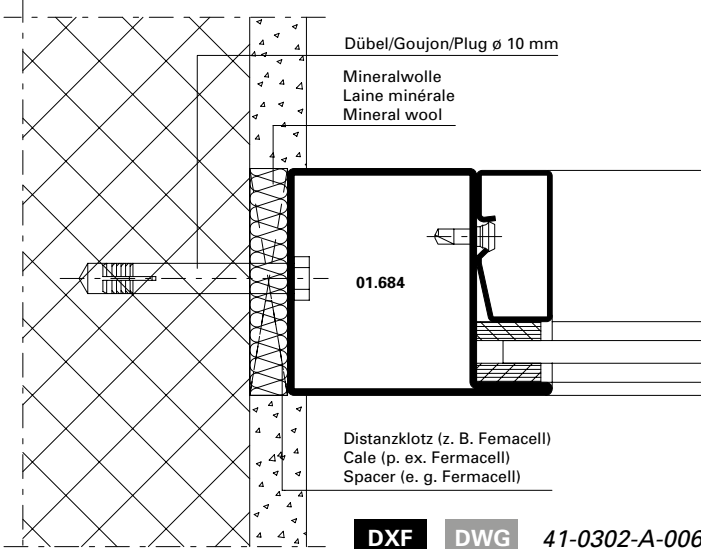 Dübel/Goujon/Plug ø 10 mm
Mineralwolle
Laine minérale
Mineral wool
01.684
Distanzklotz (z. B. Femacell)
Cale (p. ex. Fermacell)
Spacer (e. g. Fermacell)
DXF DWG 41-0302-A-006